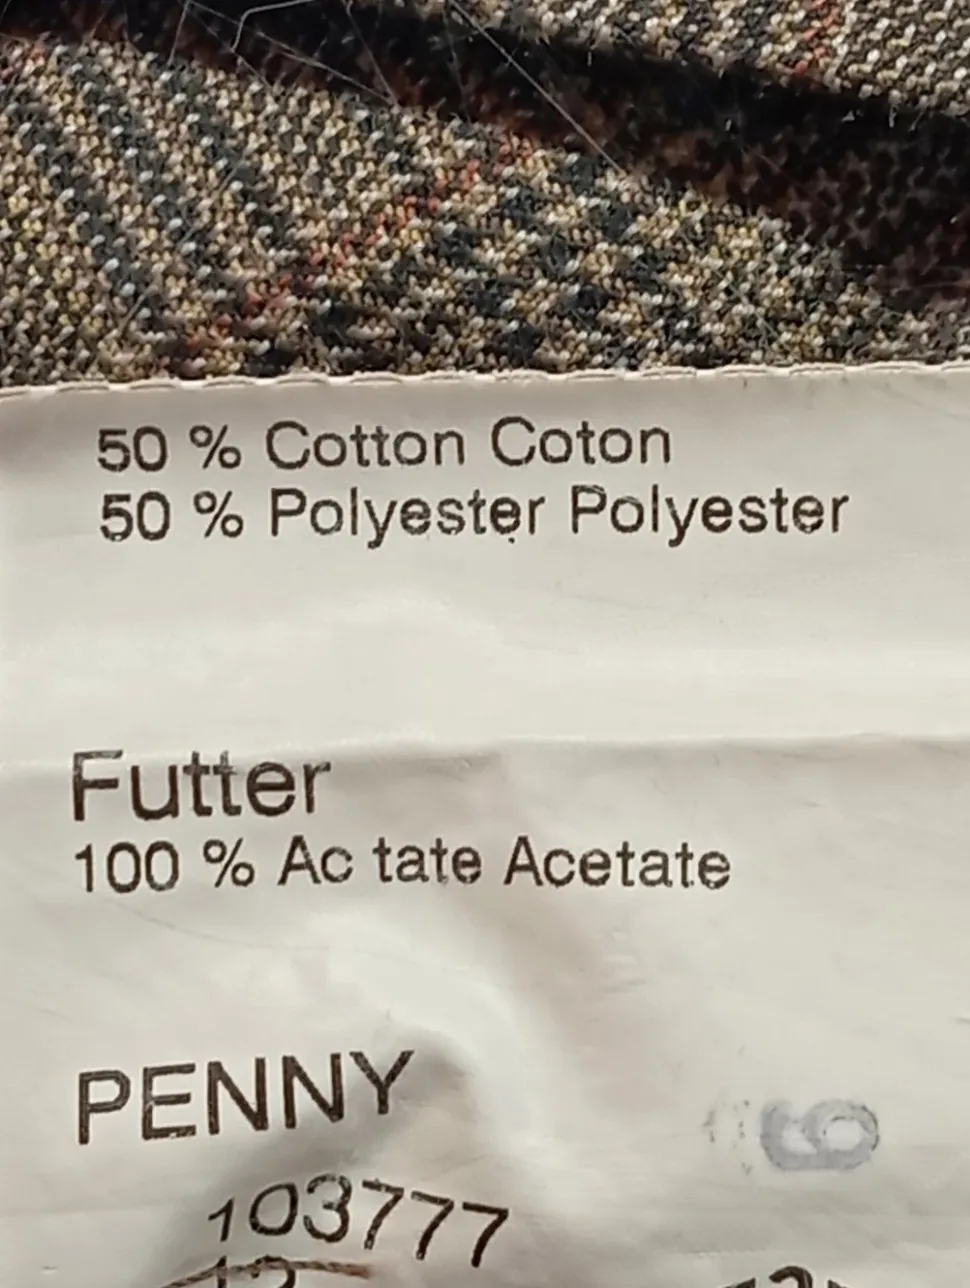 50 % Cotton Coton
50 % Polyester Polyester
Futter
100 % Ac tate Acetate
PENNY
103777